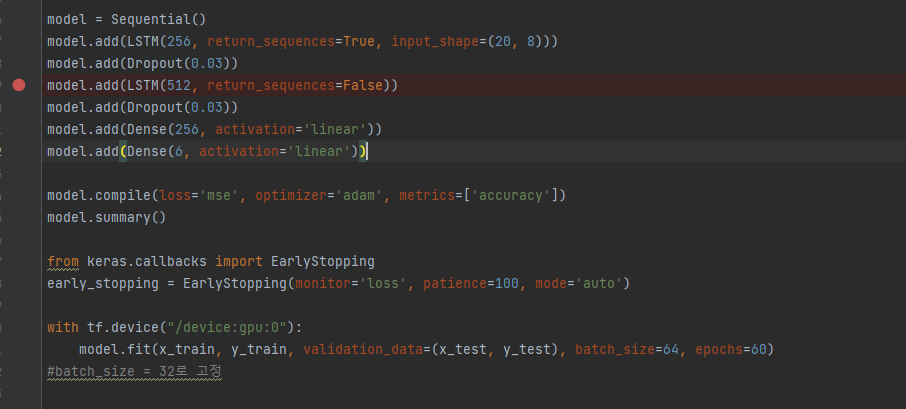 model = Sequential()
model.add(LSTM(256, return_sequences=True, input_shape=(20, 8)))
model.add(Dropout(0.03))
model.add(LSTM(512, return_sequences=False))
model.add(Dropout(0.03))
model.add(Dense(256, activation='linear'))
model.add(Dense(6, activation='linear'))
model.compile(loss='mse', optimizer='adam', metrics=['accuracy'])
model.summary()
from keras.callbacks import EarlyStopping
early_stopping = EarlyStopping(monitor='loss', patience=100, mode='auto')
with tf.device("/device:gpu:0"):
    model.fit(x_train, y_train, validation_data=(x_test, y_test), batch_size=64, epochs=60)
#batch_size = 32로 고정